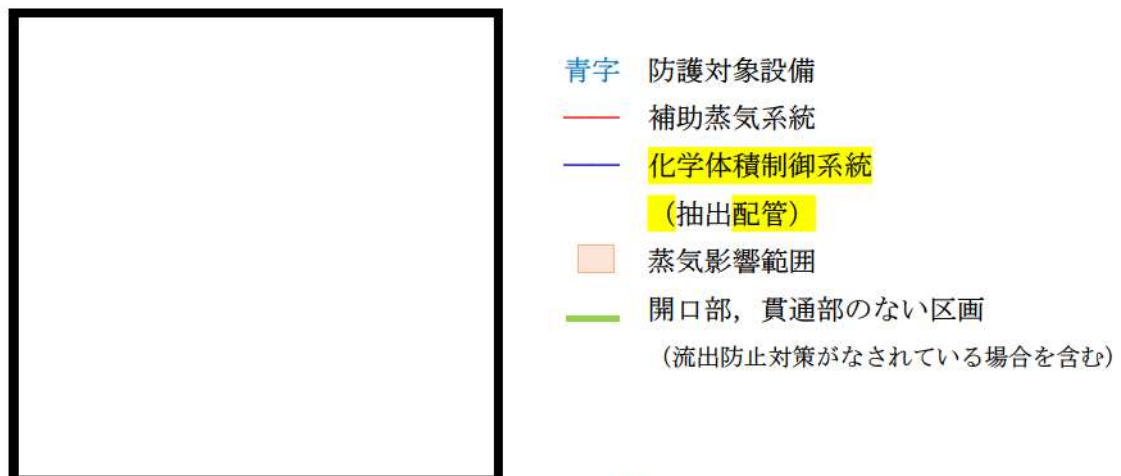 青字 防護対象設備
補助蒸気系統
化学体積制御系統
（抽出配管）
蒸気影響範囲
開口部，貫通部のない区画
（流出防止対策がなされている場合を含む）